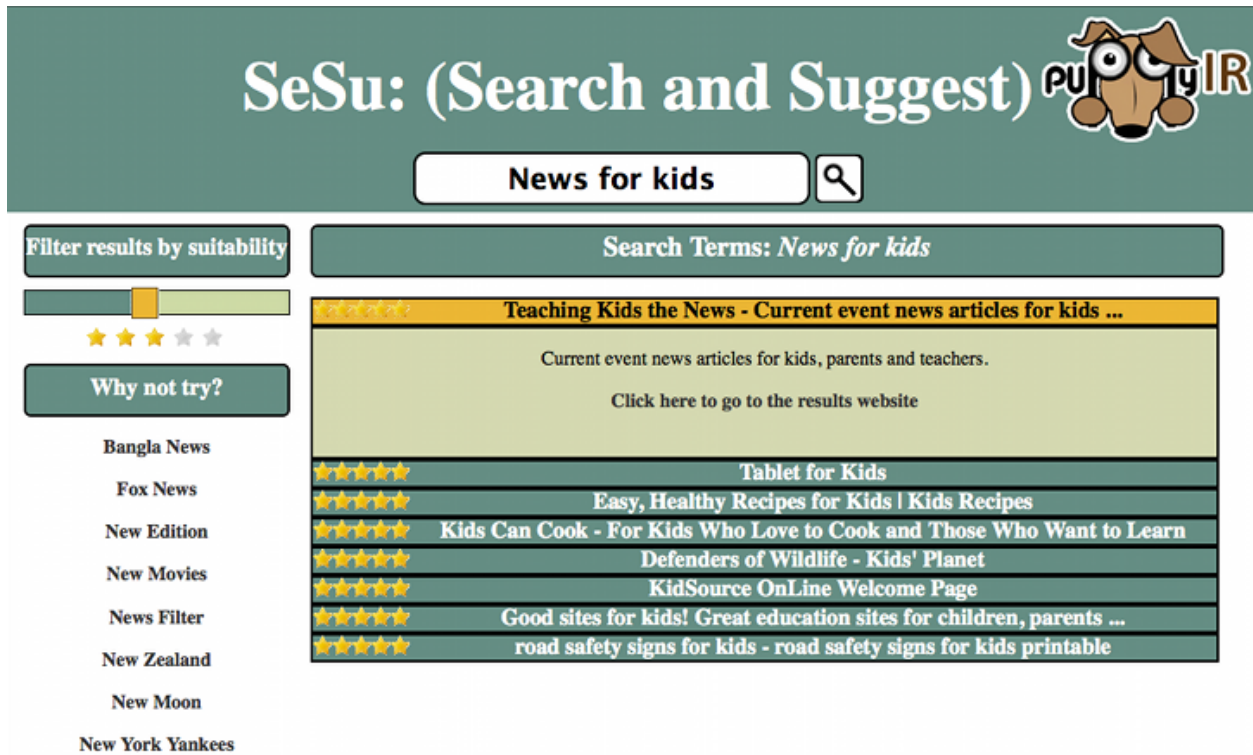 SeSu: (Search and Suggest)
PuppyIR
News for kids
Filter results by suitability
Search Terms: News for kids
Why not try?
Bangla News
Fox News
New Edition
New Movies
News Filter
New Zealand
New Moon
New York Yankees
Teaching Kids the News - Current event news articles for kids ...
Current event news articles for kids, parents and teachers.
Click here to go to the results website
Tablet for Kids
Easy, Healthy Recipes for Kids | Kids Recipes
Kids Can Cook - For Kids Who Love to Cook and Those Who Want to Learn
Defenders of Wildlife - Kids' Planet
KidSource OnLine Welcome Page
Good sites for kids! Great education sites for children, parents ...
road safety signs for kids - road safety signs for kids printable